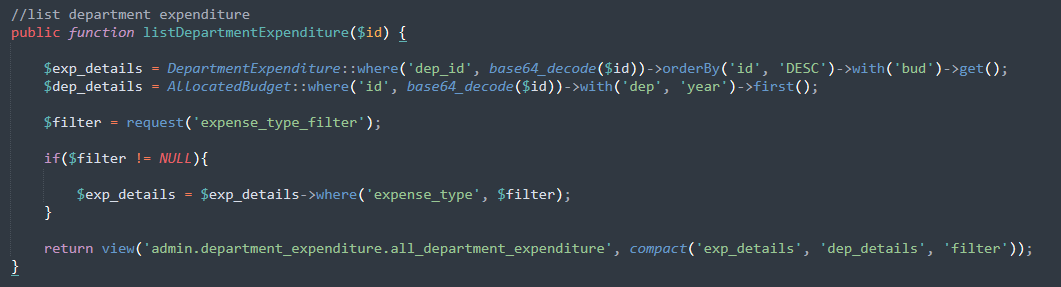 //list department expenditure
public function listDepartmentExpenditure($id) {
$exp_details = DepartmentExpenditure::where('dep_id', base64_decode($id))->orderBy('id', 'DESC')->with('bud')->get();
$dep_details = AllocatedBudget::where('id', base64_decode($id))->with('dep', 'year')->first();
$filter = request('expense_type_filter');
if($filter != NULL){
$exp_details = $exp_details->where('expense_type', $filter);
}
return view('admin.department_expenditure.all_department_expenditure', compact('exp_details', 'dep_details', 'filter'));
}